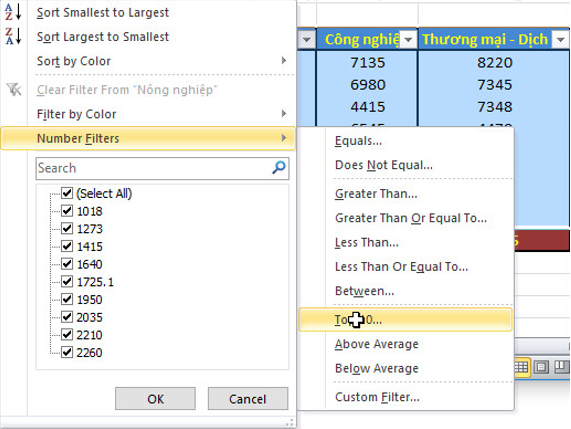 Sort Smallest to Largest
Sort Largest to Smallest
Sort by Color
Clear Filter From "Nông nghiệp"
Filter by Color
Number Filters
Search
(Select All)
1018
1273
1415
1640
1725.1
1950
2035
2210
2260
OK Cancel
Equals...
Does Not Equal...
Greater Than...
Greater Than Or Equal To...
Less Than...
Less Than Or Equal To...
Between...
Above Average
Below Average
Custom Filter...
Công nghiệ Thương mại - Dịch
7135 8220
6980 7345
4415 7348